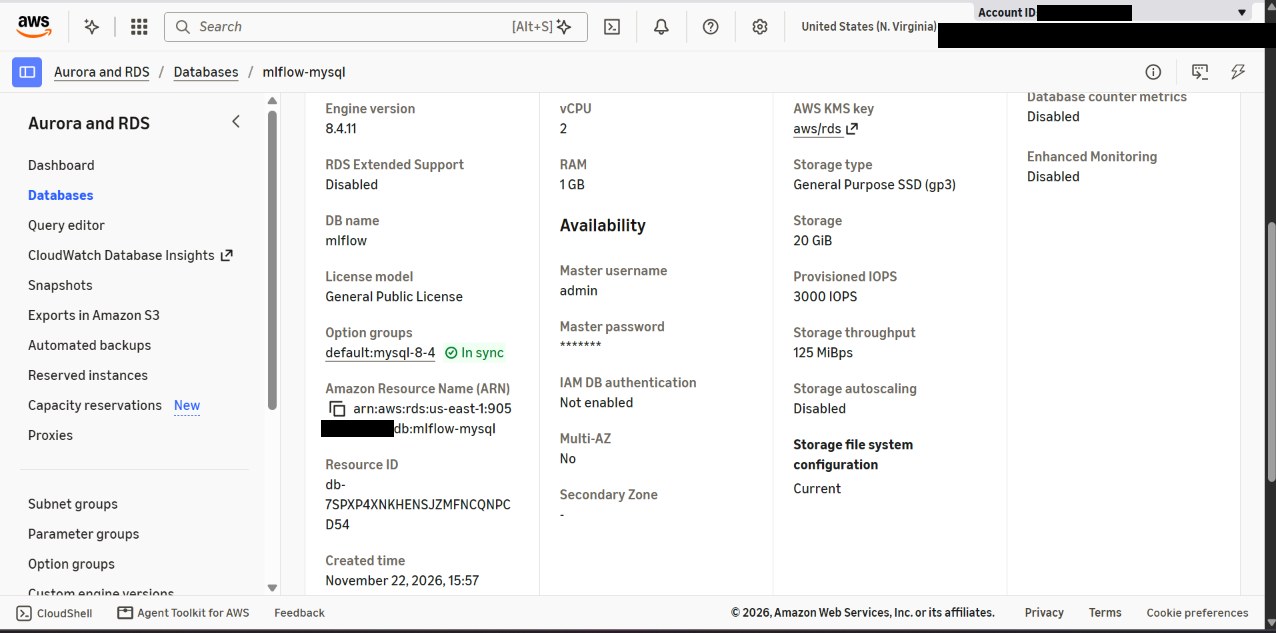 aws
Search
[Alt+S]
United States (N. Virginia)
Account ID:
Aurora and RDS / Databases / mlflow-mysql
Aurora and RDS
Dashboard
Databases
Query editor
CloudWatch Database Insights
Snapshots
Exports in Amazon S3
Automated backups
Reserved instances
Capacity reservations New
Proxies
Subnet groups
Parameter groups
Option groups
Custom engine versions
Engine version
8.4.11
RDS Extended Support
Disabled
DB name
mlflow
License model
General Public License
Option groups
default:mysql-8-4 In sync
Amazon Resource Name (ARN)
arn:aws:rds:us-east-1:905
db:mlflow-mysql
Resource ID
db-
7SPXP4XNKHENSJZMFNCQNPC
D54
Created time
November 22, 2026, 15:57
vCPU
2
RAM
1 GB
Availability
Master username
admin
Master password
*******
IAM DB authentication
Not enabled
Multi-AZ
No
Secondary Zone
-
AWS KMS key
aws/rds
Storage type
General Purpose SSD (gp3)
Storage
20 GiB
Provisioned IOPS
3000 IOPS
Storage throughput
125 MiBps
Storage autoscaling
Disabled
Storage file system
configuration
Current
Database counter metrics
Disabled
Enhanced Monitoring
Disabled
CloudShell
Agent Toolkit for AWS
Feedback
© 2026, Amazon Web Services, Inc. or its affiliates.
Privacy
Terms
Cookie preferences